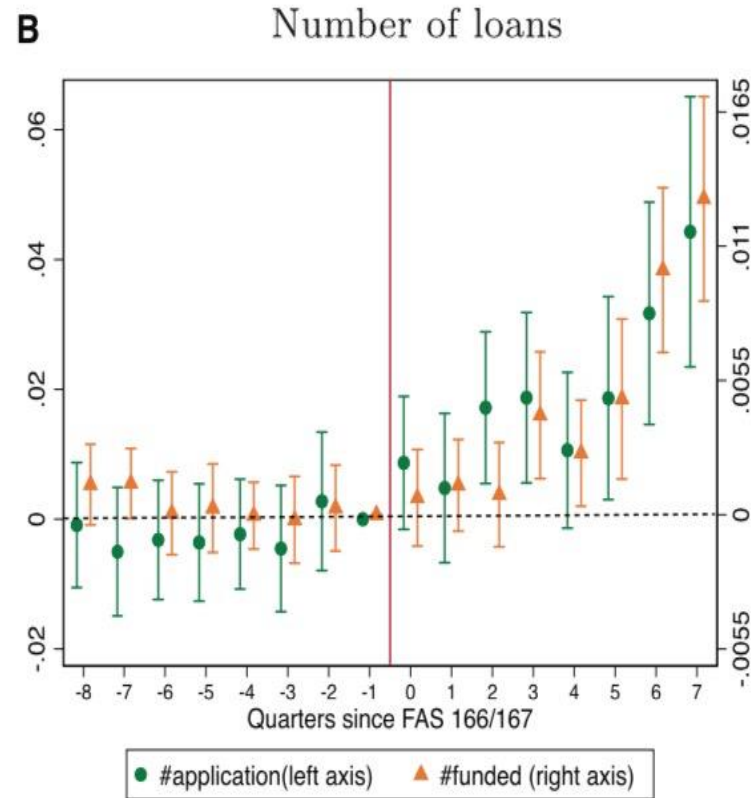 B
Number of loans
.06
.04
.02
0
-.02
.0165
.011
.0055
0
-.0055
-8 -7 -6 -5 -4 -3 -2 -1 0 1 2 3 4 5 6 7
Quarters since FAS 166/167
#application(left axis) #funded (right axis)